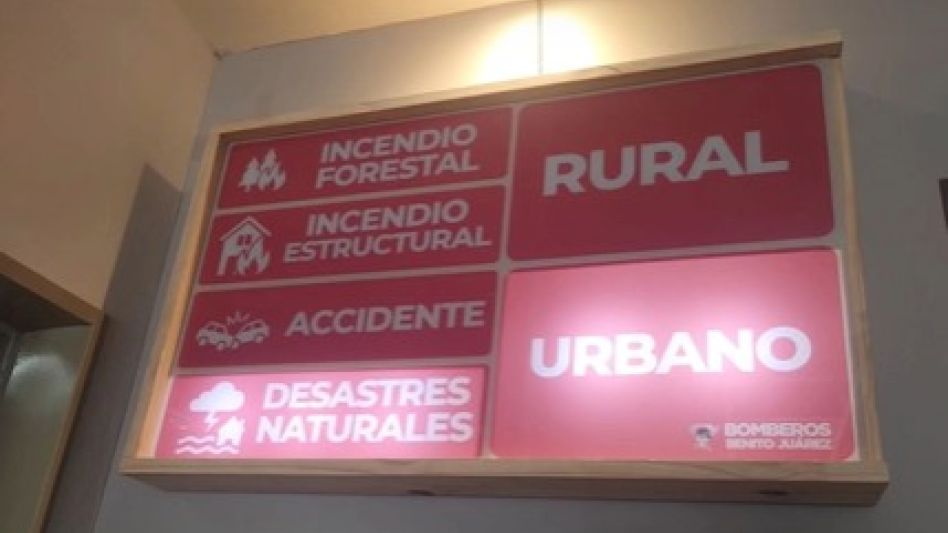 INCENDIO
FORESTAL
INCENDIO
ESTRUCTURAL
ACCIDENTE
DESASTRES
NATURALES
RURAL
URBANO
BOMBEROS
BENITO JUÁREZ